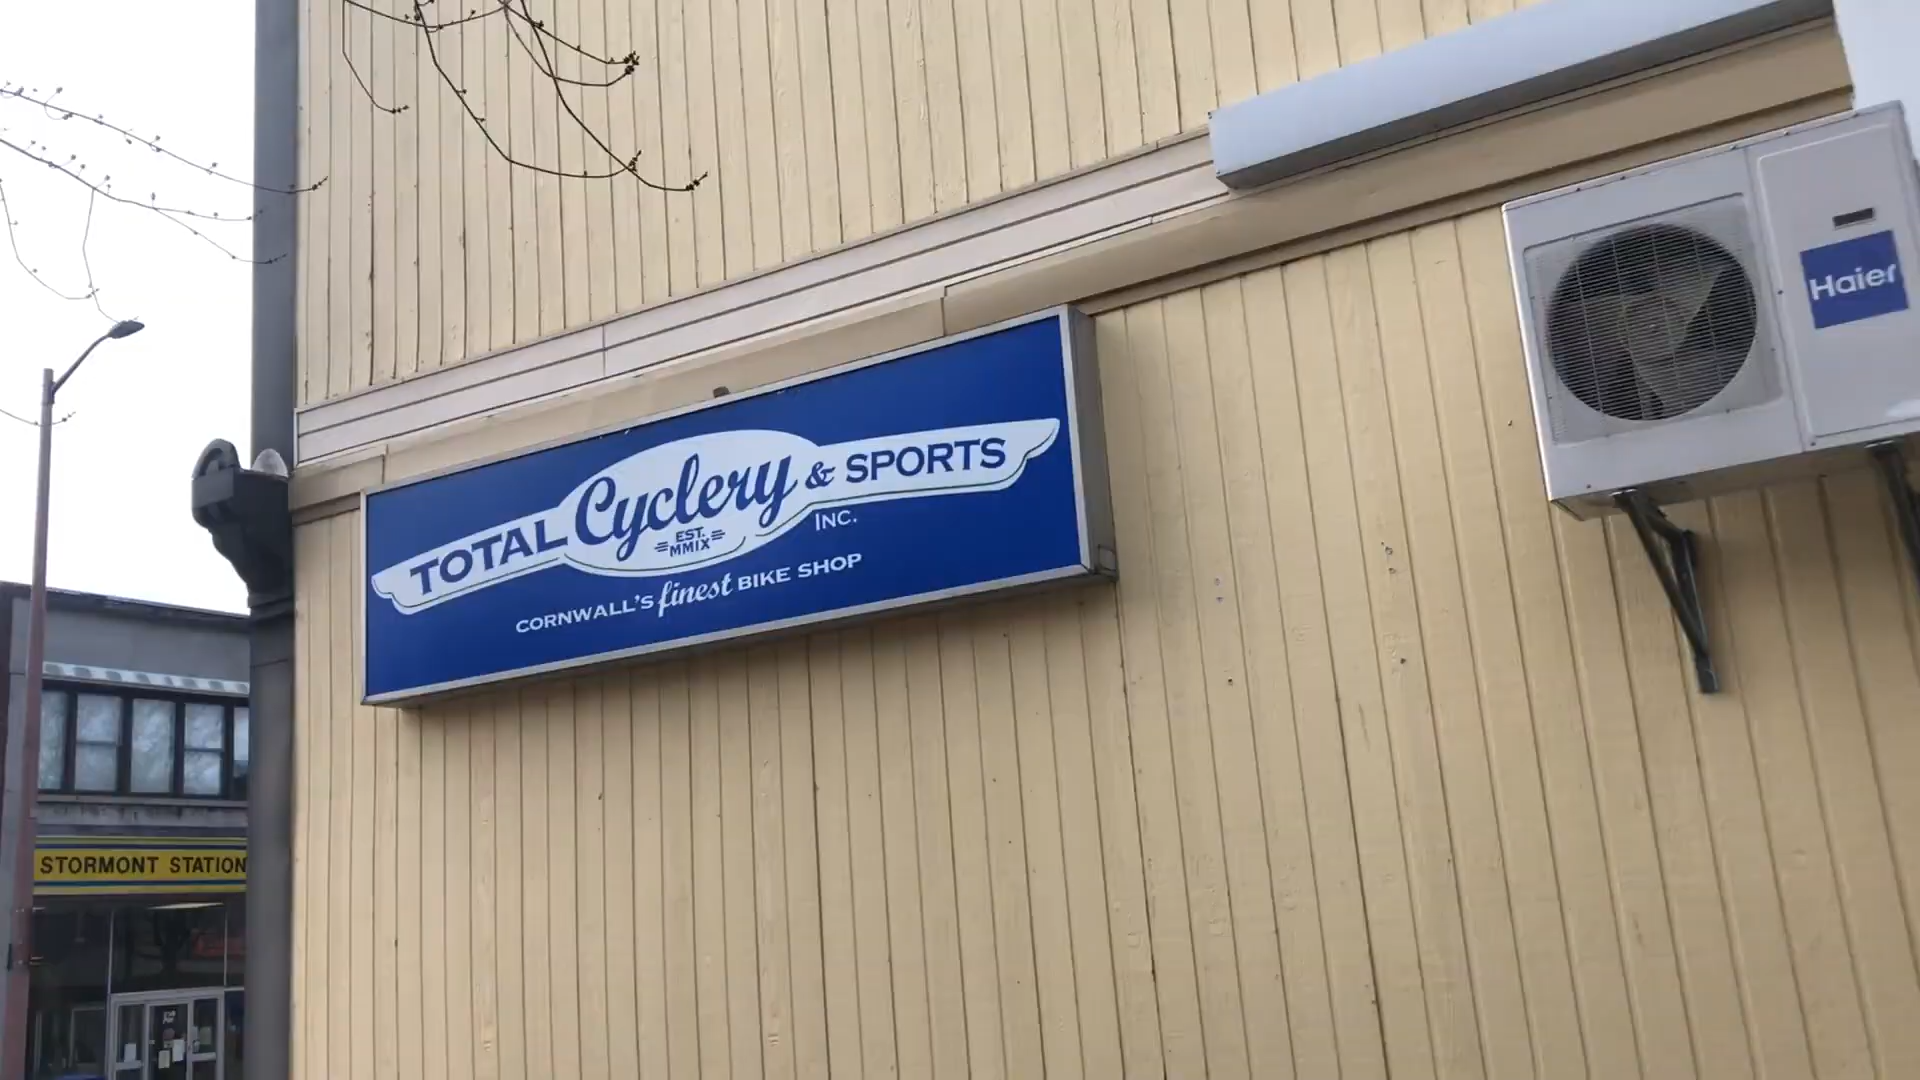 TOTAL Cyclery & SPORTS
INC.
EST.
MMIX
CORNWALL'S finest BIKE SHOP
Haier
STORMONT STATION